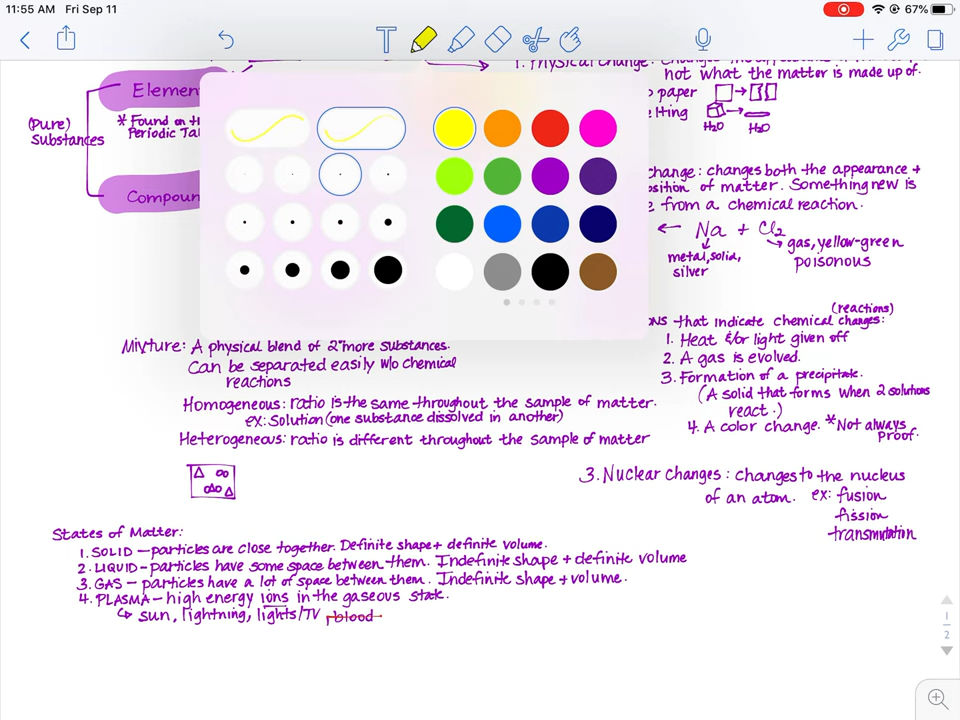 11:55 AM Fri Sep 11
67%
T
1. Physical change:
not what the matter is made up of.
paper
melting
H2O
H2O
Elemen
(Pure)
Substances
* Found on th
Periodic Tal
Compoun
change: changes both the appearance +
position of matter. Something new is
from a chemical reaction.
← Na + Cl2
metal, solid,
silver
gas, yellow-green
poisonous
(reactions)
ons that indicate chemical changes:
1. Heat &/or light given off
2. A gas is evolved.
3. Formation of a precipitate.
(A solid that forms when 2 solutions
react.)
4. A color change. *Not always
proof.
Mixture: A physical blend of 2 or more substances.
Can be separated easily w/o chemical
reactions
Homogeneous: ratio is the same throughout the sample of matter.
ex: Solution (one substance dissolved in another)
Heterogeneous: ratio is different throughout the sample of matter
3. Nuclear changes: changes to the nucleus
of an atom. ex: fusion
fission
transmutation
States of Matter:
1. SOLID – particles are close together. Definite shape + definite volume.
2. LIQUID – particles have some space between them. Indefinite shape + definite volume
3. GAS – particles have a lot of space between them. Indefinite shape + volume.
4. PLASMA – high energy ions in the gaseous state.
↳ sun, lightning, lights/TV blood
1
2